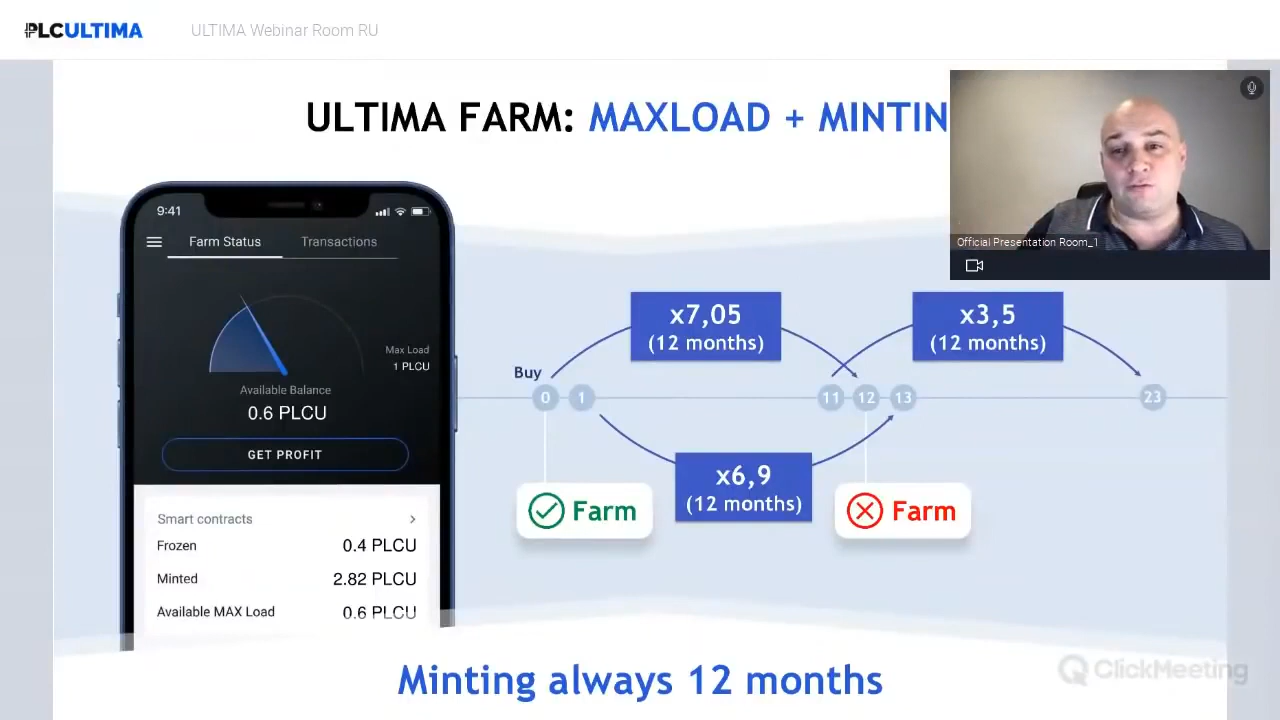 PLCULTIMA
ULTIMA Webinar Room RU
ULTIMA FARM: MAXLOAD + MINTIN
Official Presentation Room_1
9:41
Farm Status
Transactions
Max Load
1 PLCU
Available Balance
0.6 PLCU
GET PROFIT
Smart contracts
Frozen 0.4 PLCU
Minted 2.82 PLCU
Available MAX Load 0.6 PLCU
x7,05
(12 months)
x3,5
(12 months)
Buy
0 1 11 12 13 23
x6,9
(12 months)
Farm
Farm
Minting always 12 months
ClickMeeting